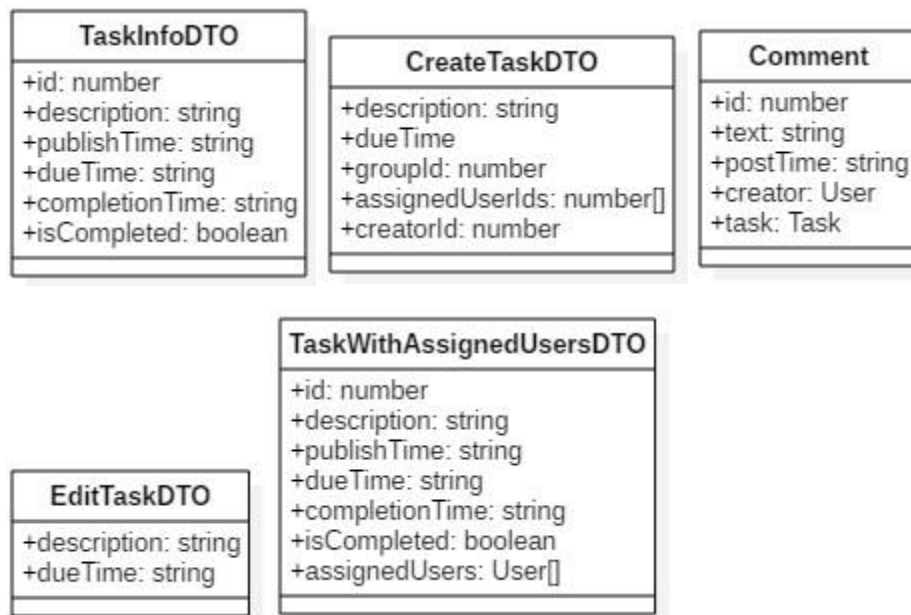 TaskInfoDTO
+id: number
+description: string
+publishTime: string
+dueTime: string
+completionTime: string
+isCompleted: boolean
CreateTaskDTO
+description: string
+dueTime
+groupId: number
+assignedUserIds: number[]
+creatorId: number
Comment
+id: number
+text: string
+postTime: string
+creator: User
+task: Task
EditTaskDTO
+description: string
+dueTime: string
TaskWithAssignedUsersDTO
+id: number
+description: string
+publishTime: string
+dueTime: string
+completionTime: string
+isCompleted: boolean
+assignedUsers: User[]